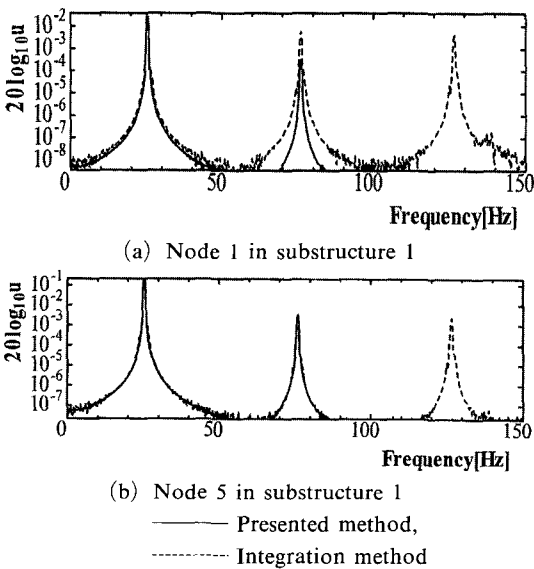 20log₁₀u
10⁻²
10⁻³
10⁻⁴
10⁻⁵
10⁻⁶
10⁻⁷
10⁻⁸
0 50 100 150
Frequency[Hz]
(a) Node 1 in substructure 1
20log₁₀u
10⁻¹
10⁻²
10⁻³
10⁻⁴
10⁻⁵
10⁻⁶
10⁻⁷
0 50 100 150
Frequency[Hz]
(b) Node 5 in substructure 1
Presented method,
Integration method